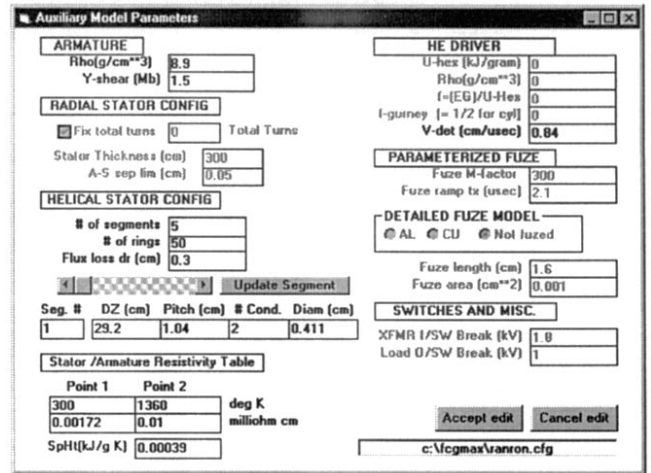 Auxiliary Model Parameters
ARMATURE
Rho(g/cm**3) 8.9
Y-shear (Mb) 1.5
RADIAL STATOR CONFIG
Fix total turns 0 Total Turns
Stator Thickness (cm) 300
A-S sep lim (cm) 0.05
HELICAL STATOR CONFIG
# of segments 5
# of rings 50
Flux loss dr (cm) 0.3
Update Segment
Seg. # DZ (cm) Pitch (cm) # Cond. Diam (cm)
1 29.2 1.04 2 0.411
Stator /Armature Resistivity Table
Point 1 Point 2
300 1360 deg K
0.00172 0.01 milliohm cm
SpHt(kJ/g K) 0.00039
HE DRIVER
U-hex (kJ/gram) 0
Rho(g/cm**3) 0
f=(EG)/U-Hex 0
f-gurney (= 1/2 for cyl) 0
V-det (cm/usec) 0.84
PARAMETERIZED FUZE
Fuze M-factor 300
Fuze ramp tx (usec) 2.1
DETAILED FUZE MODEL
AL CU Not fuzed
Fuze length (cm) 1.6
Fuze area (cm**2) 0.001
SWITCHES AND MISC.
XFMR I/SW Break (kV) 1.8
Load O/SW Break (kV) 1
Accept edit Cancel edit
c:\fcgmax\ranron.cfg